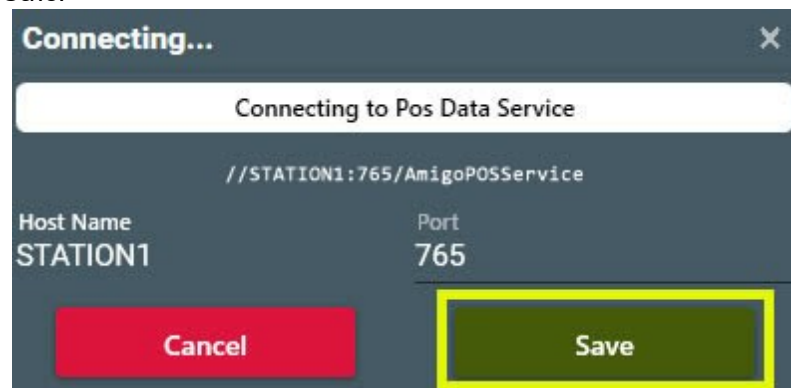 Connecting...
Connecting to Pos Data Service
//STATION1:765/AmigoPOSService
Host Name Port
STATION1 765
Cancel Save